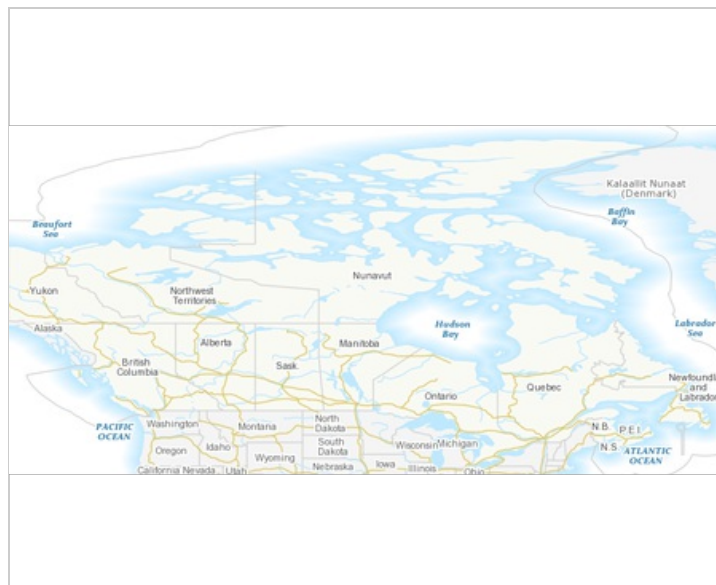 Kalaallit Nunaat
(Denmark)
Beaufort
Sea
Baffin
Bay
Nunavut
Yukon
Northwest
Territories
Alaska
Hudson
Bay
Labrador
Sea
Alberta
Manitoba
British
Columbia
Sask.
Quebec
Newfoundl
and
Labrador
Ontario
PACIFIC
OCEAN
Washington
Montana
North
Dakota
N.B.
P.E.I.
Oregon
Idaho
South
Dakota
Wisconsin
Michigan
N.S.
ATLANTIC
OCEAN
Wyoming
California
Nevada
Utah
Nebraska
Iowa
Illinois
Ohio